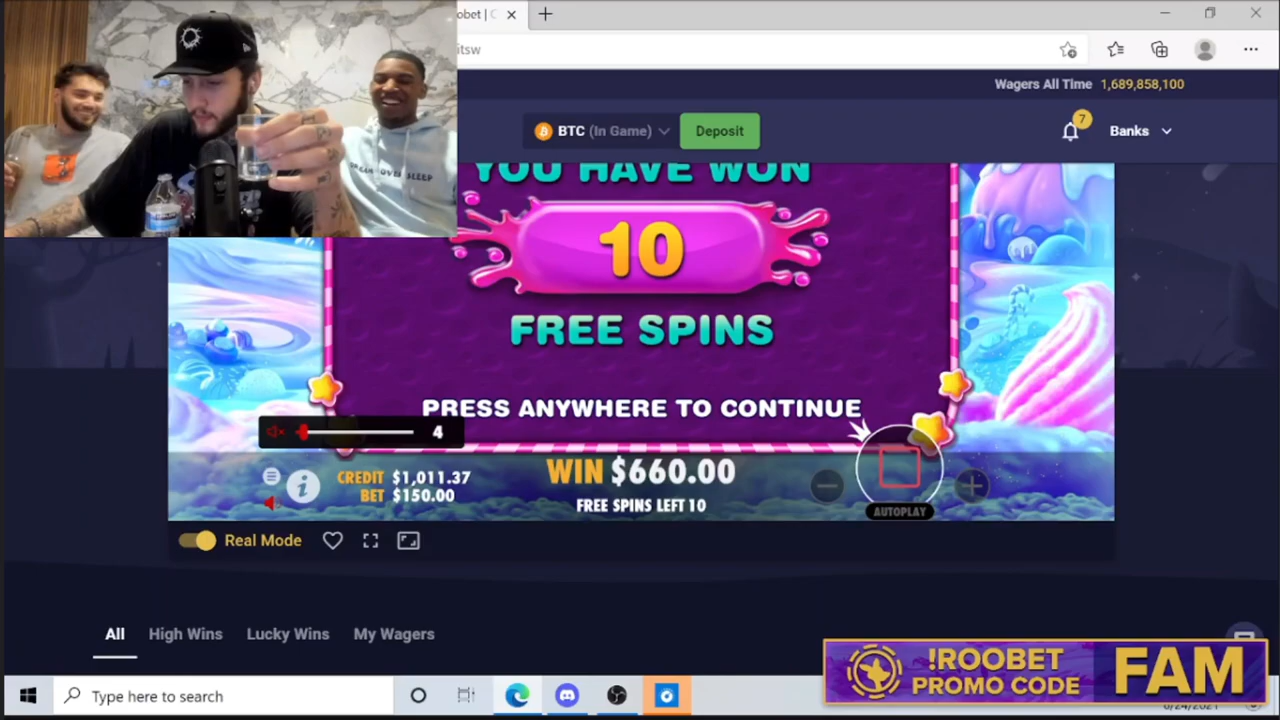 obet | C
itsw
Wagers All Time 1,689,858,100
BTC (In Game)
Deposit
7
Banks
YOU HAVE WON
10
FREE SPINS
PRESS ANYWHERE TO CONTINUE
4
CREDIT $1,011.37
BET $150.00
WIN $660.00
FREE SPINS LEFT 10
AUTOPLAY
Real Mode
All
High Wins
Lucky Wins
My Wagers
!ROOBET
PROMO CODE
FAM
Type here to search
6/24/2021